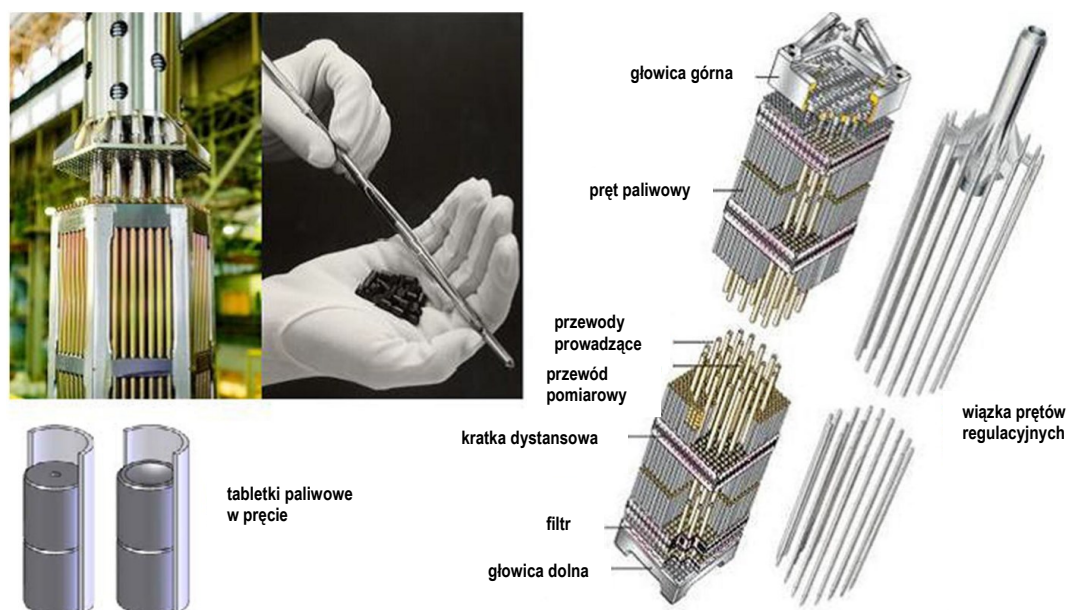 głowica górna
pręt paliwowy
przewody
prowadzące
przewód
pomiarowy
kratka dystansowa
wiązka prętów
regulacyjnych
tabletki paliwowe
w pręcie
filtr
głowica dolna